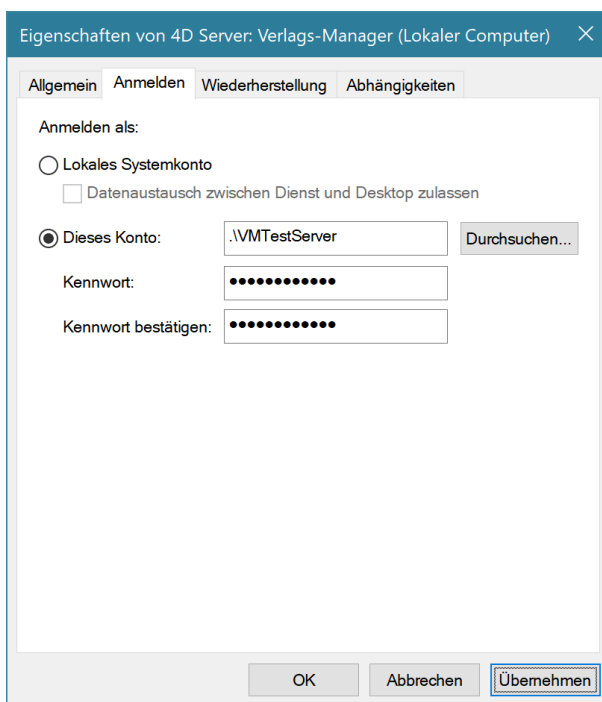 Eigenschaften von 4D Server: Verlags-Manager (Lokaler Computer)
Allgemein Anmelden Wiederherstellung Abhängigkeiten
Anmelden als:
Lokales Systemkonto
Datenaustausch zwischen Dienst und Desktop zulassen
Dieses Konto: .\VMTestServer Durchsuchen...
Kennwort: ●●●●●●●●●●●●
Kennwort bestätigen: ●●●●●●●●●●●●
OK Abbrechen Übernehmen